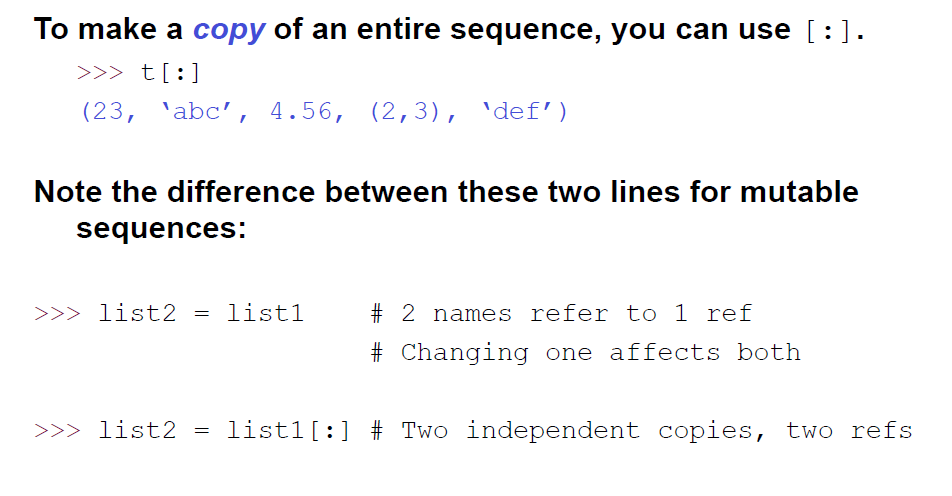 To make a copy of an entire sequence, you can use [:].
>>> t[:]
(23, ‘abc’, 4.56, (2,3), ‘def’)
Note the difference between these two lines for mutable
sequences:
>>> list2 = list1 # 2 names refer to 1 ref
# Changing one affects both
>>> list2 = list1[:] # Two independent copies, two refs